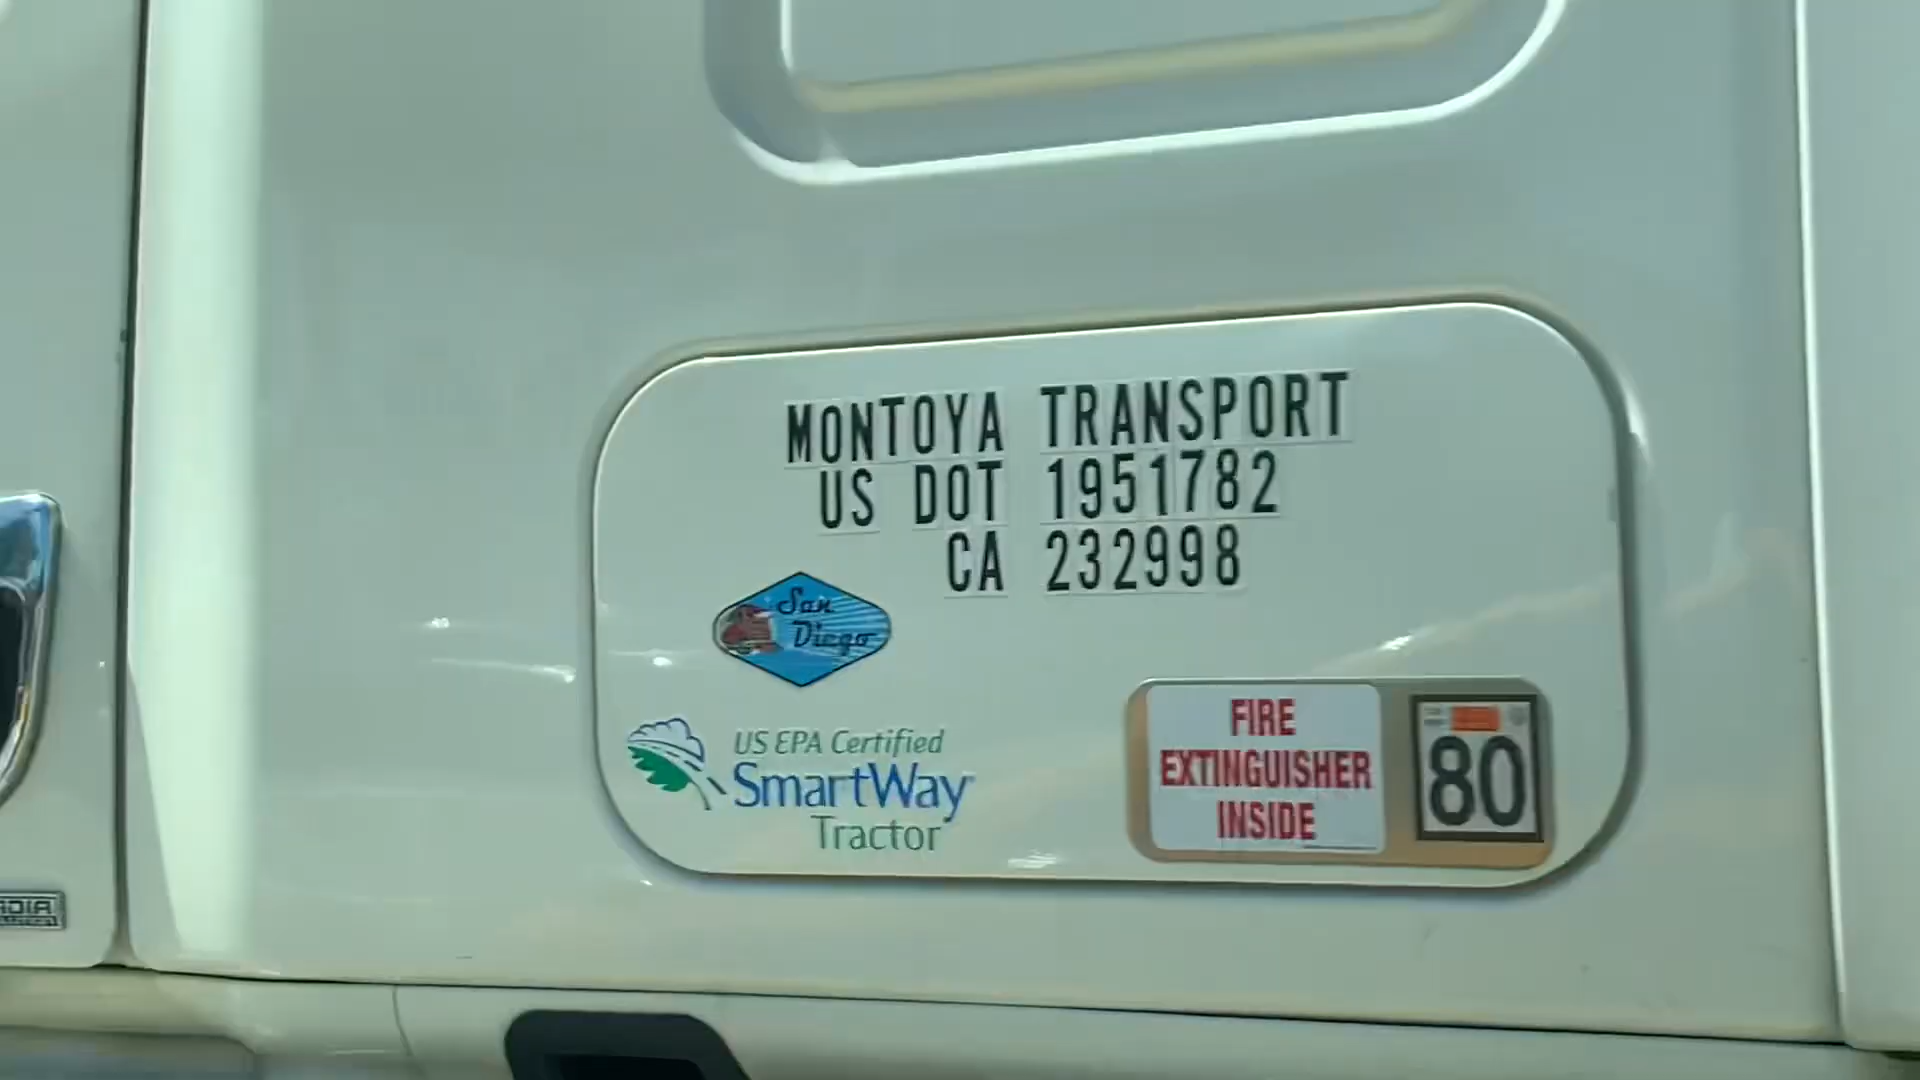 MONTOYA TRANSPORT
US DOT 1951782
CA 232998
San
Diego
US EPA Certified
SmartWay
Tractor
FIRE
EXTINGUISHER
INSIDE
80